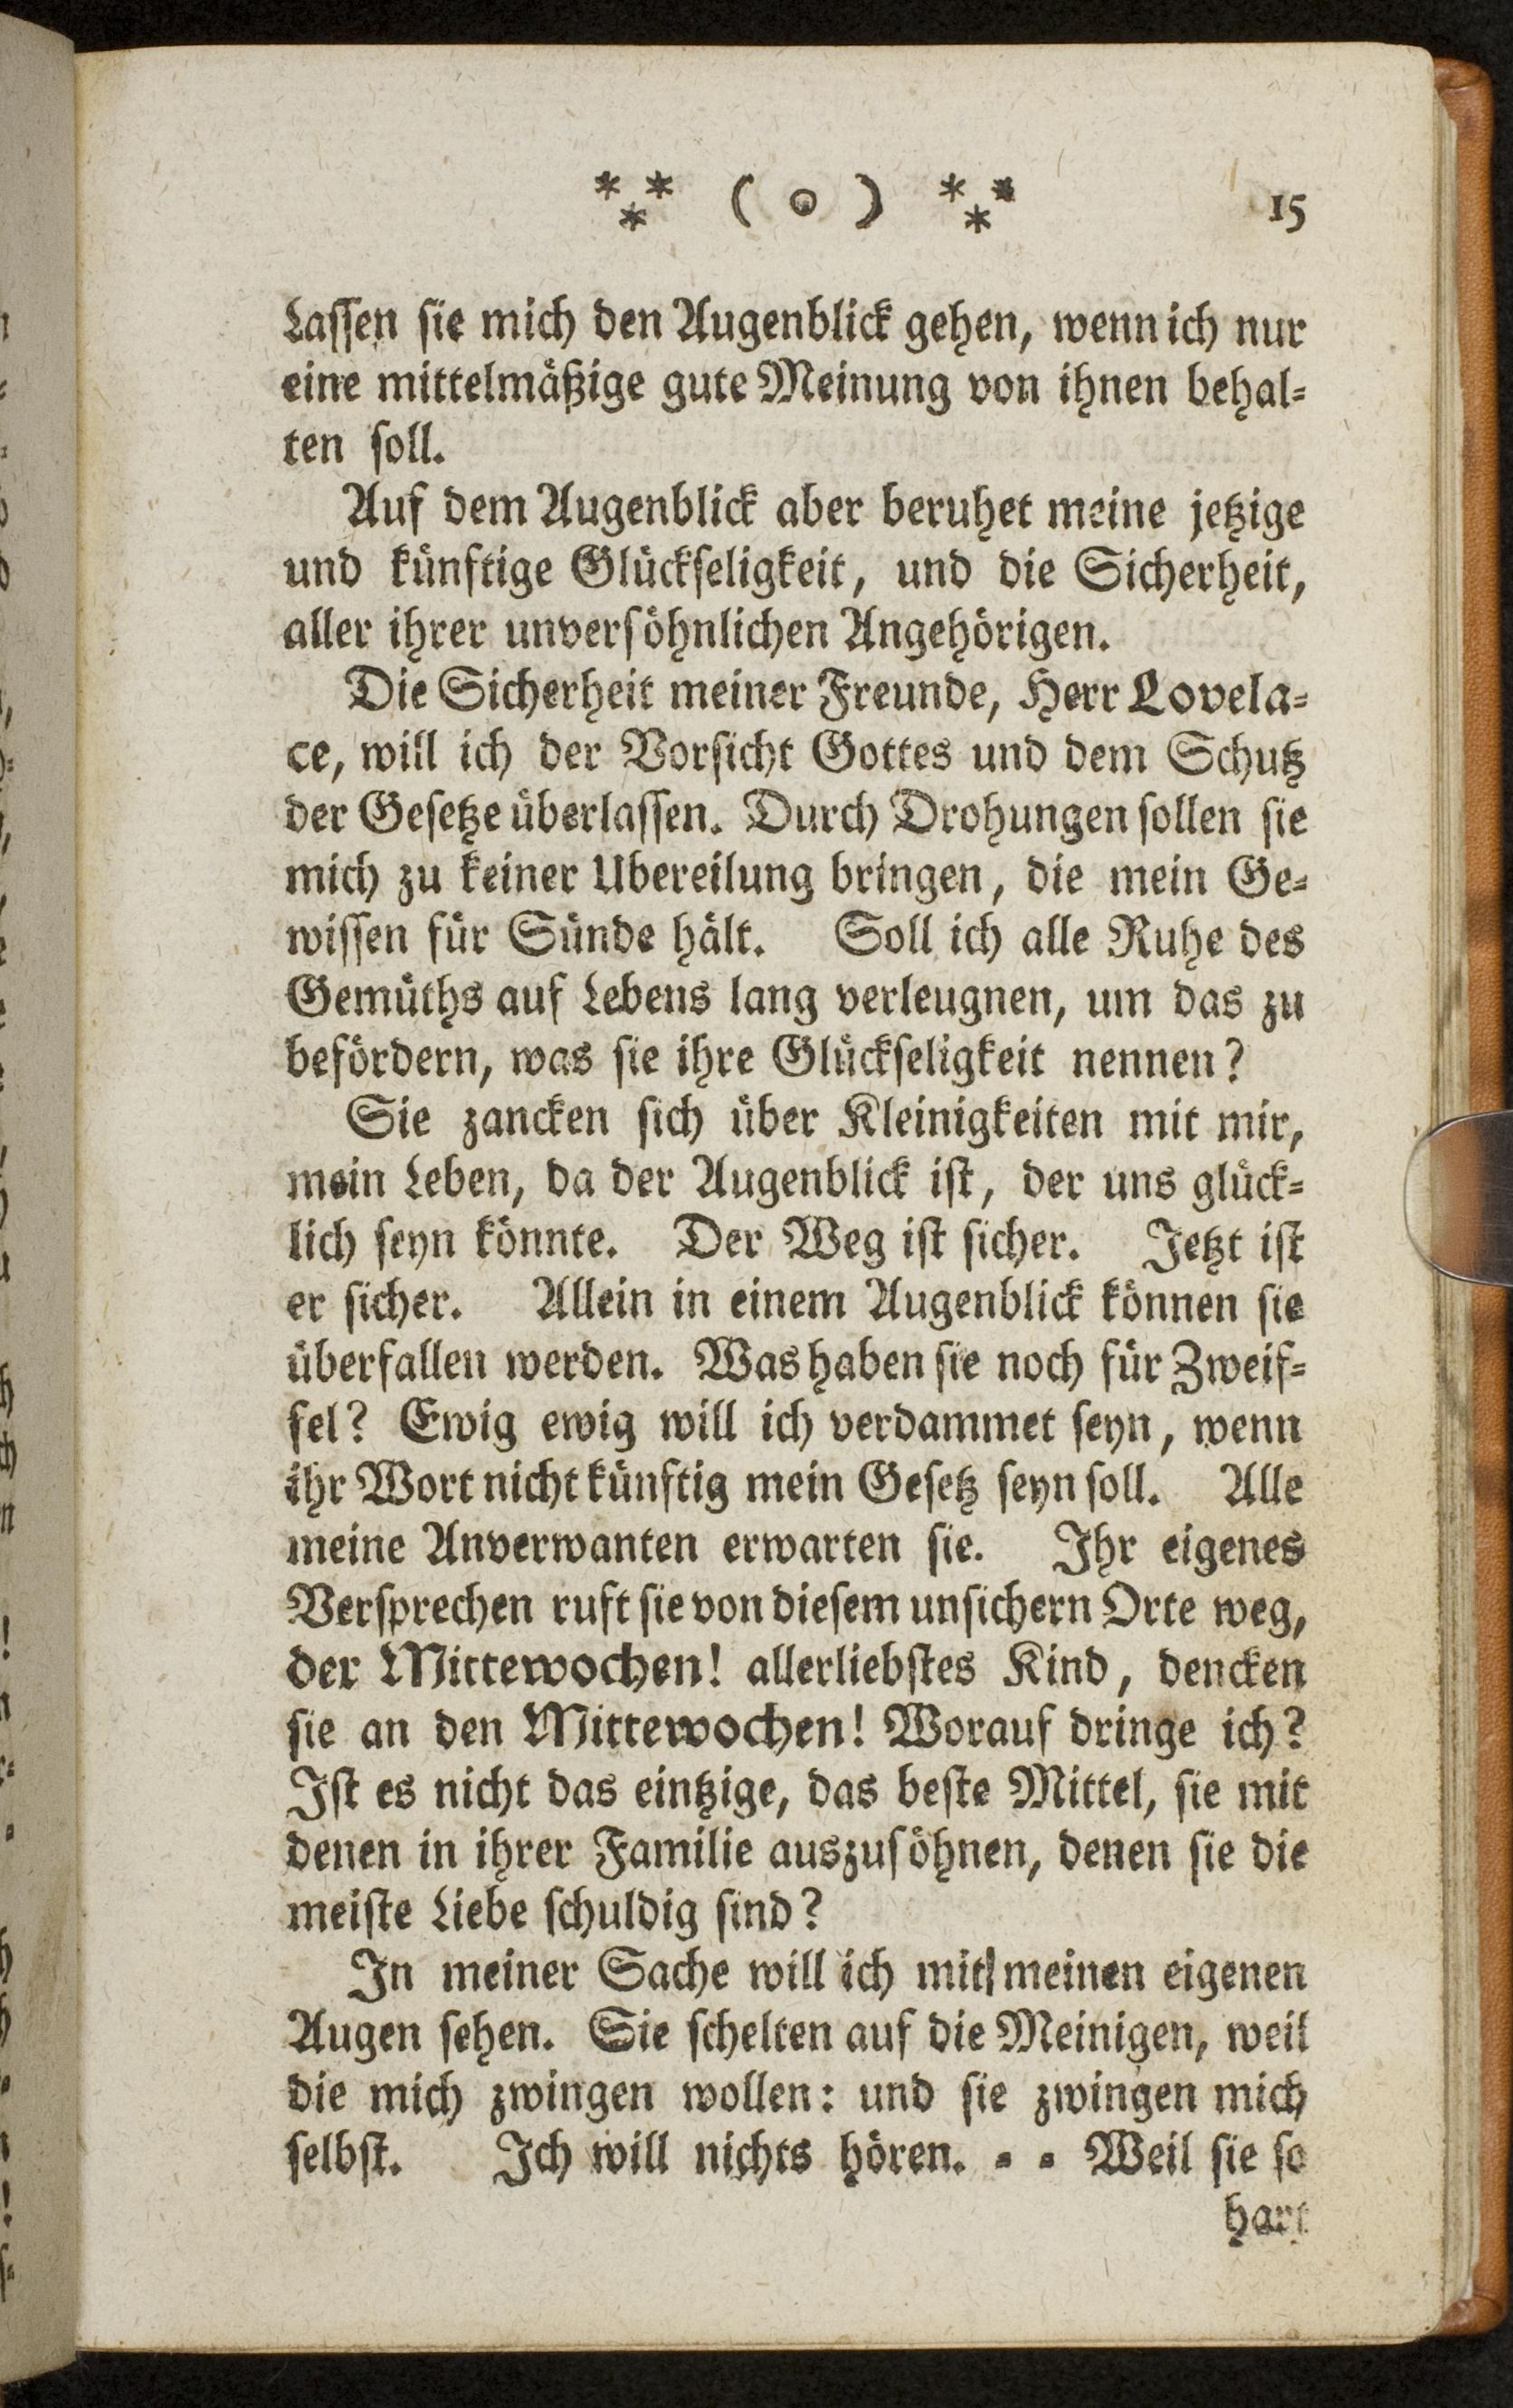 *** ( o ) *** 15
Lassen sie mich den Augenblick gehen, wenn ich nur
eine mittelmäßige gute Meinung von ihnen behal-
ten soll.
Auf dem Augenblick aber beruhet meine jetzige
und künftige Glückseligkeit, und die Sicherheit,
aller ihrer unversöhnlichen Angehörigen.
Die Sicherheit meiner Freunde, Herr Lovela-
ce, will ich der Vorsicht Gottes und dem Schutz
der Gesetze überlassen. Durch Drohungen sollen sie
mich zu keiner Ubereilung bringen, die mein Ge-
wissen für Sünde hält. Soll ich alle Ruhe des
Gemüths auf Lebens lang verleugnen, um das zu
befördern, was sie ihre Glückseligkeit nennen?
Sie zancken sich über Kleinigkeiten mit mir,
mein Leben, da der Augenblick ist, der uns glück-
lich seyn könnte. Der Weg ist sicher. Jetzt ist
er sicher. Allein in einem Augenblick können sie
überfallen werden. Was haben sie noch für Zweif-
fel? Ewig ewig will ich verdammet seyn, wenn
ihr Wort nicht künftig mein Gesetz seyn soll. Alle
meine Anverwanten erwarten sie. Ihr eigenes
Versprechen ruft sie von diesem unsichern Orte weg,
der Mittewochen! allerliebstes Kind, dencken
sie an den Mittewochen! Worauf dringe ich?
Ist es nicht das eintzige, das beste Mittel, sie mit
denen in ihrer Familie auszusöhnen, denen sie die
meiste Liebe schuldig sind?
In meiner Sache will ich mit meinen eigenen
Augen sehen. Sie schelten auf die Meinigen, weil
die mich zwingen wollen: und sie zwingen mich
selbst. Ich will nichts hören. - - Weil sie so
hart